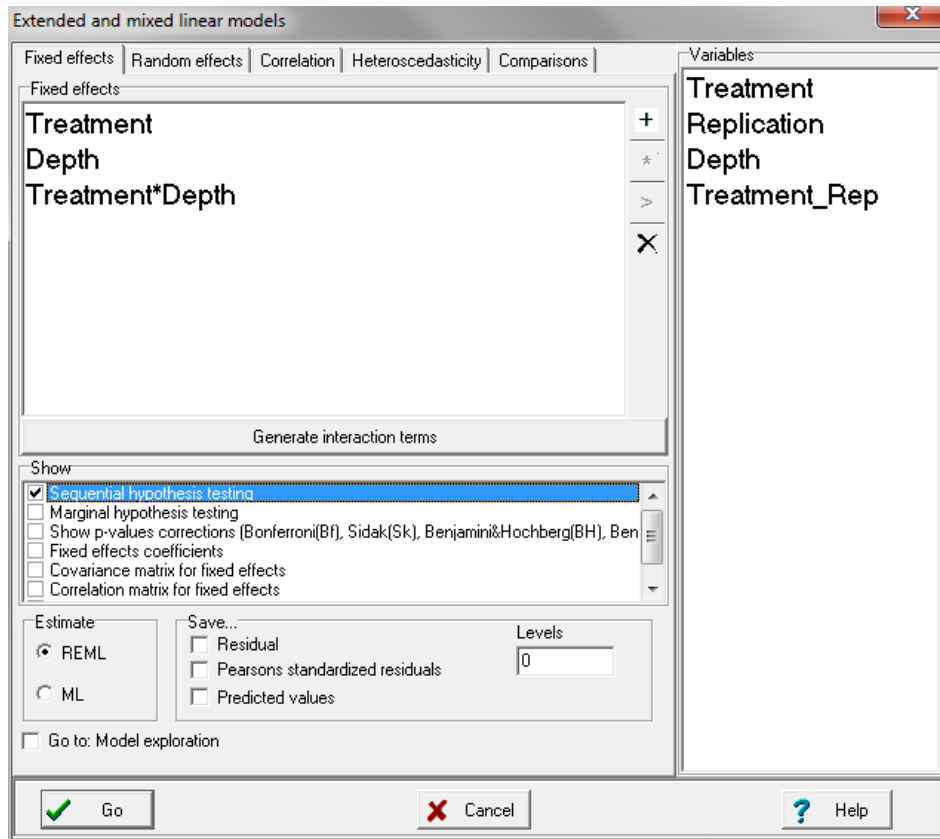 Extended and mixed linear models
x
Fixed effects Random effects Correlation Heteroscedasticity Comparisons
Fixed effects
Treatment
Depth
Treatment*Depth
+
*
>
Generate interaction terms
Show
Sequential hypothesis testing
Marginal hypothesis testing
Show p-values corrections (Bonferroni(Bf), Sidak(Sk), Benjamini&Hochberg(BH), Ben
Fixed effects coefficients
Covariance matrix for fixed effects
Correlation matrix for fixed effects
Estimate
REML
ML
Save...
Residual
Pearsons standardized residuals
Predicted values
Levels
0
Go to: Model exploration
Variables
Treatment
Replication
Depth
Treatment_Rep
Go
Cancel
? Help